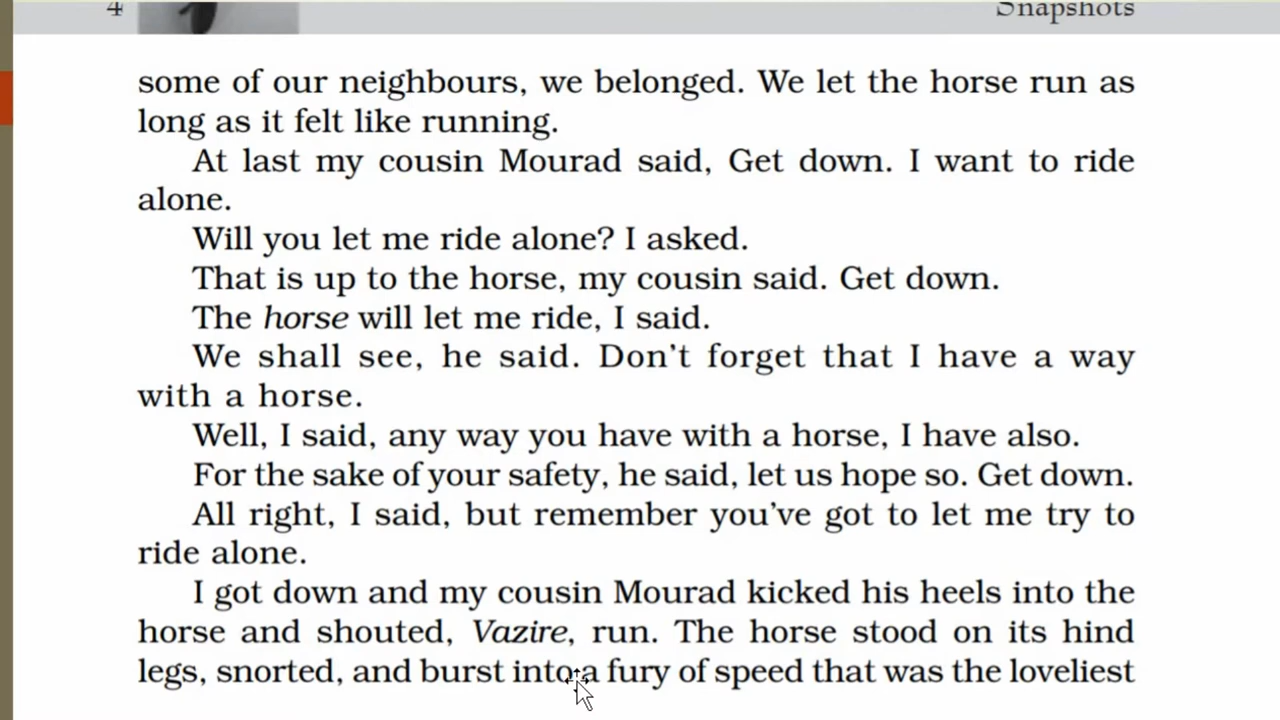 4 Snapshots
some of our neighbours, we belonged. We let the horse run as
long as it felt like running.
At last my cousin Mourad said, Get down. I want to ride
alone.
Will you let me ride alone? I asked.
That is up to the horse, my cousin said. Get down.
The horse will let me ride, I said.
We shall see, he said. Don't forget that I have a way
with a horse.
Well, I said, any way you have with a horse, I have also.
For the sake of your safety, he said, let us hope so. Get down.
All right, I said, but remember you've got to let me try to
ride alone.
I got down and my cousin Mourad kicked his heels into the
horse and shouted, Vazire, run. The horse stood on its hind
legs, snorted, and burst into a fury of speed that was the loveliest